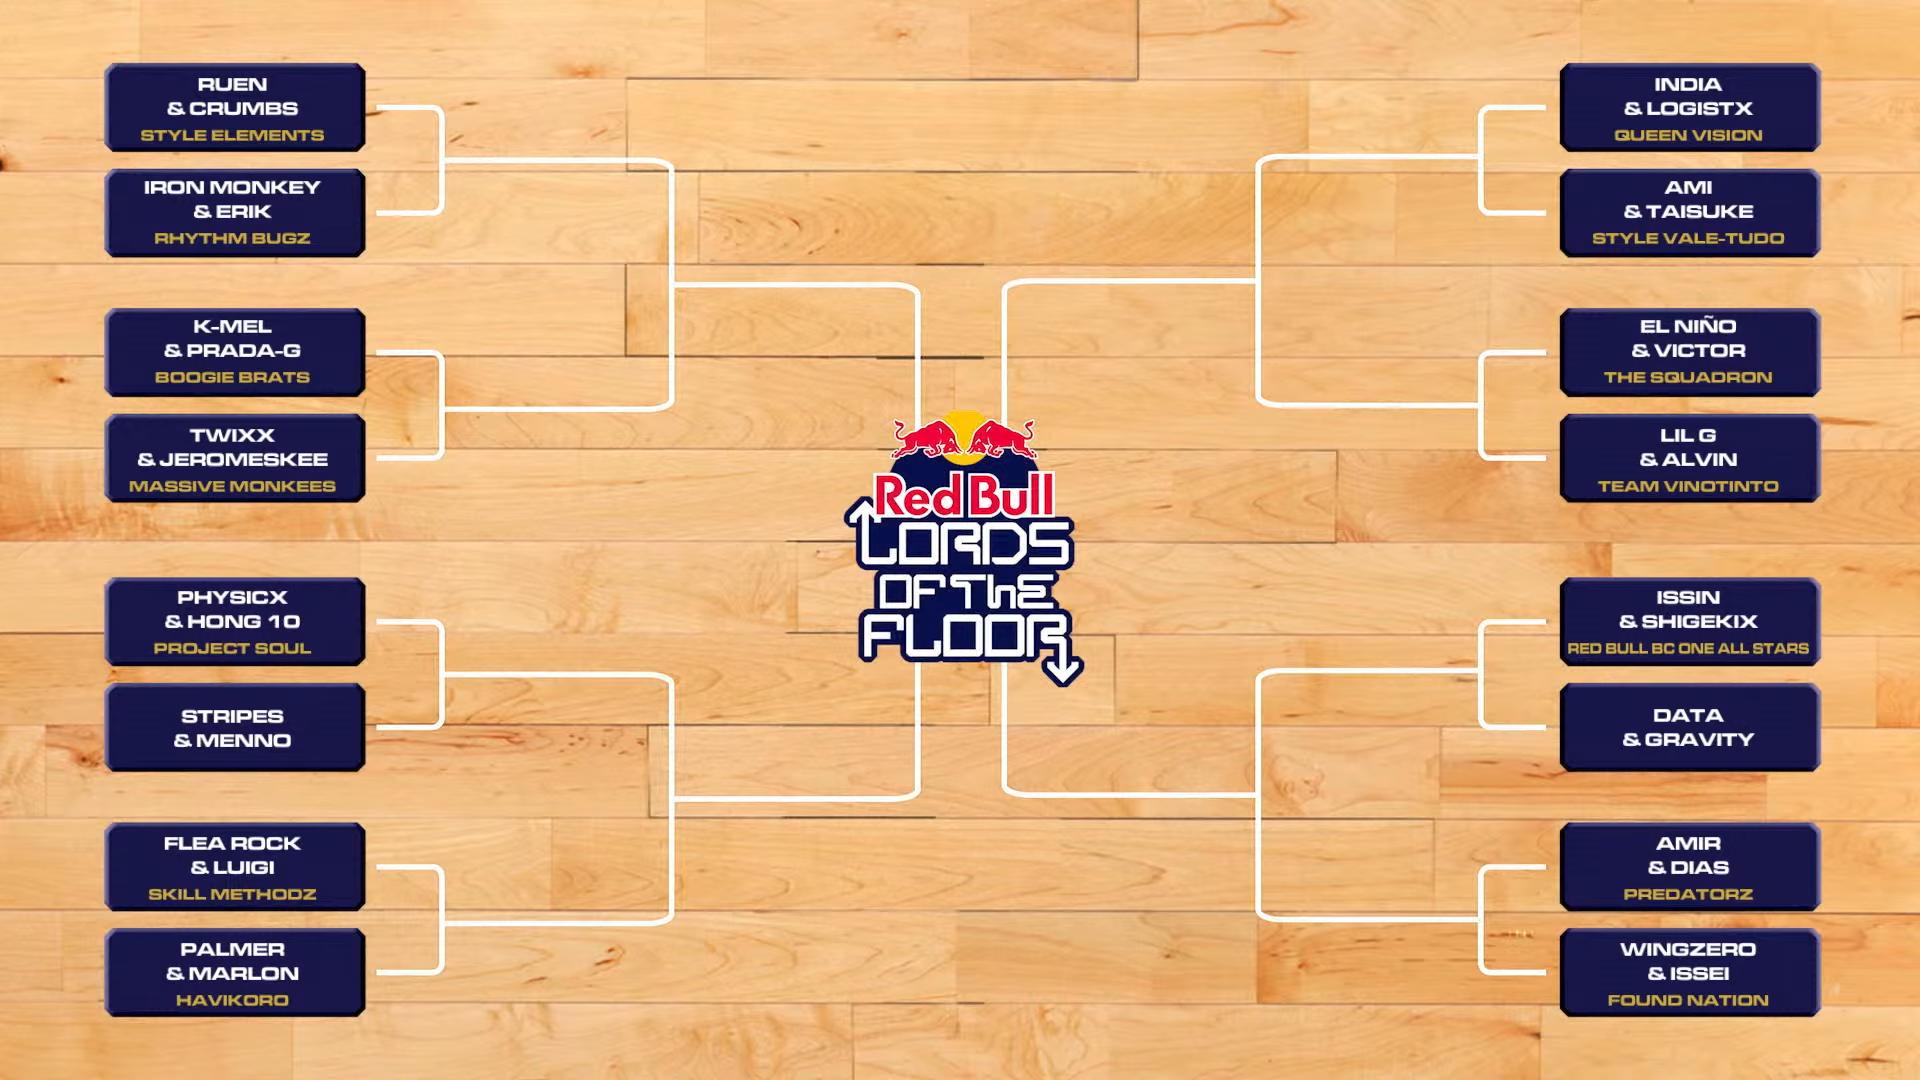 RUEN
& CRUMBS
STYLE ELEMENTS
IRON MONKEY
& ERIK
RHYTHM BUGZ
K-MEL
& PRADA-G
BOOGIE BRATS
TWIXX
& JEROMESKEE
MASSIVE MONKEES
PHYSICX
& HONG 10
PROJECT SOUL
STRIPES
& MENNO
FLEA ROCK
& LUIGI
SKILL METHODZ
PALMER
& MARLON
HAVIKORO
Red Bull
LORDS
OF THE
FLOOR
INDIA
& LOGISTX
QUEEN VISION
AMI
& TAISUKE
STYLE VALE-TUDO
EL NIÑO
& VICTOR
THE SQUADRON
LIL G
& ALVIN
TEAM VINOTINTO
ISSIN
& SHIGEKIX
RED BULL BC ONE ALL STARS
DATA
& GRAVITY
AMIR
& DIAS
PREDATORZ
WINGZERO
& ISSEI
FOUND NATION